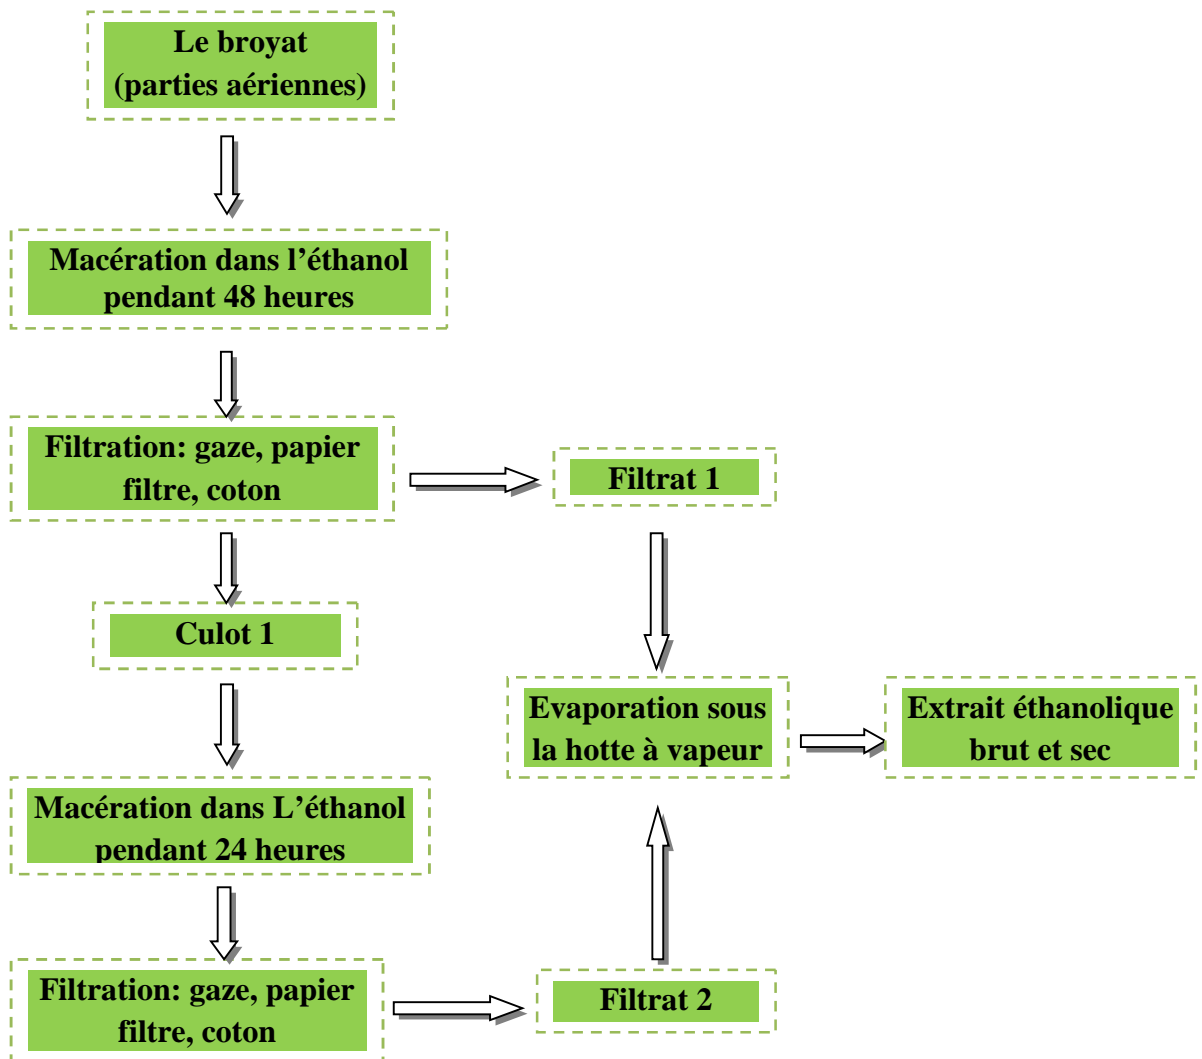 Le broyat
(parties aériennes)
Macération dans l’éthanol
pendant 48 heures
Filtration: gaze, papier
filtre, coton
Filtrat 1
Culot 1
Evaporation sous
la hotte à vapeur
Extrait éthanolique
brut et sec
Macération dans L’éthanol
pendant 24 heures
Filtration: gaze, papier
filtre, coton
Filtrat 2